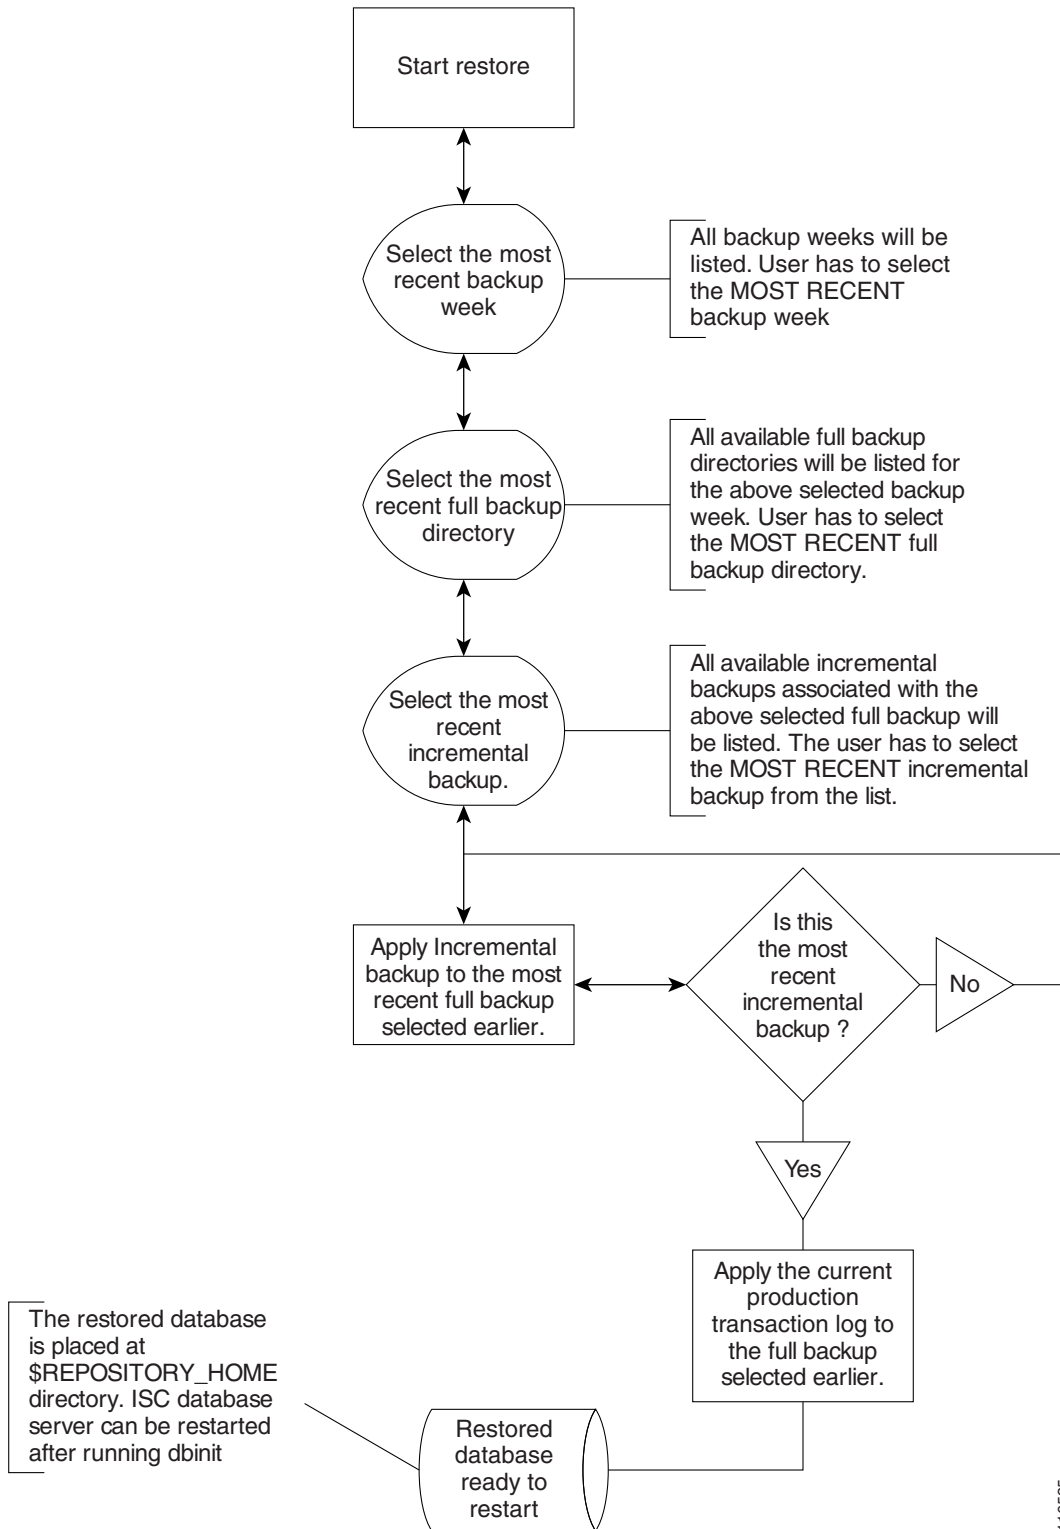 Start restore
Select the most
recent backup
week
All backup weeks will be
listed. User has to select
the MOST RECENT
backup week
Select the most
recent full backup
directory
All available full backup
directories will be listed for
the above selected backup
week. User has to select
the MOST RECENT full
backup directory.
Select the most
recent
incremental
backup.
All available incremental
backups associated with the
above selected full backup will
be listed. The user has to select
the MOST RECENT incremental
backup from the list.
Apply Incremental
backup to the most
recent full backup
selected earlier.
Is this
the most
recent
incremental
backup ?
No
Yes
Apply the current
production
transaction log to
the full backup
selected earlier.
The restored database
is placed at
$REPOSITORY_HOME
directory. ISC database
server can be restarted
after running dbinit
Restored
database
ready to
restart